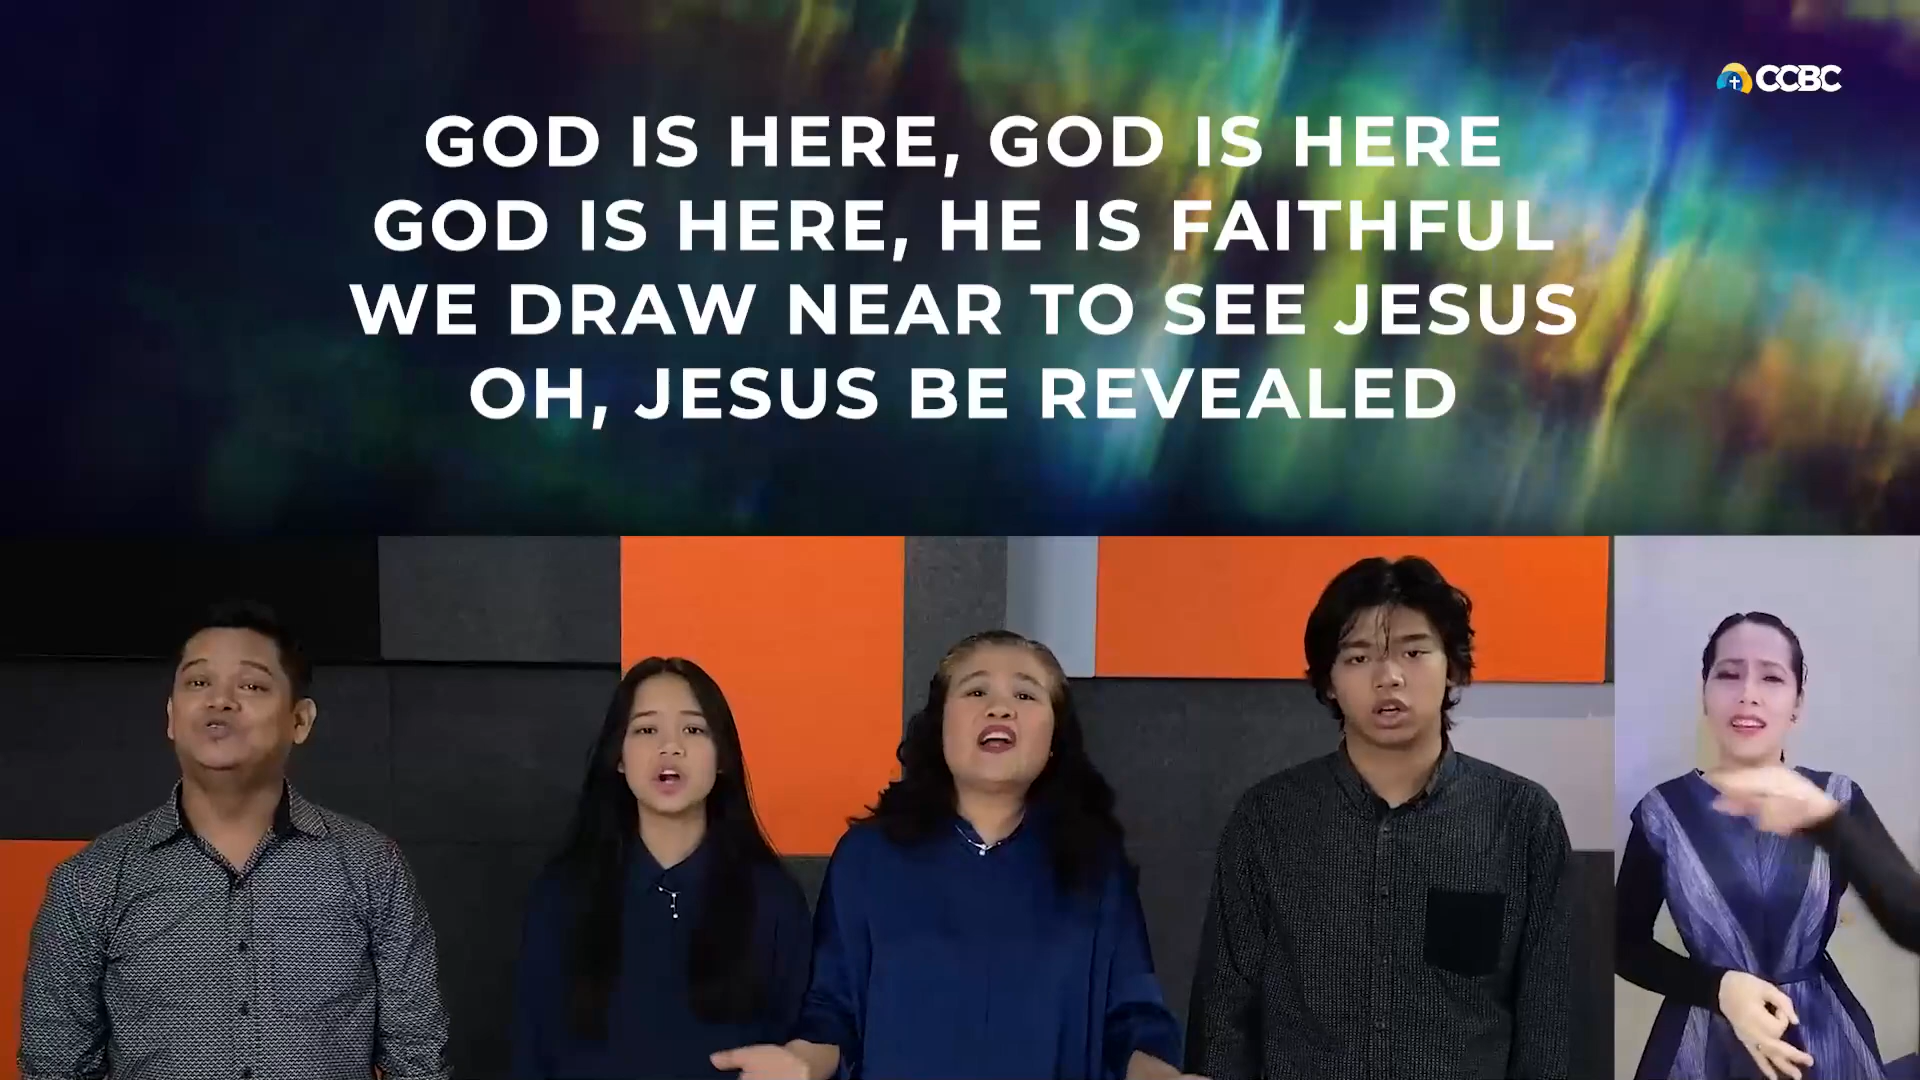 CCBC
GOD IS HERE, GOD IS HERE
GOD IS HERE, HE IS FAITHFUL
WE DRAW NEAR TO SEE JESUS
OH, JESUS BE REVEALED